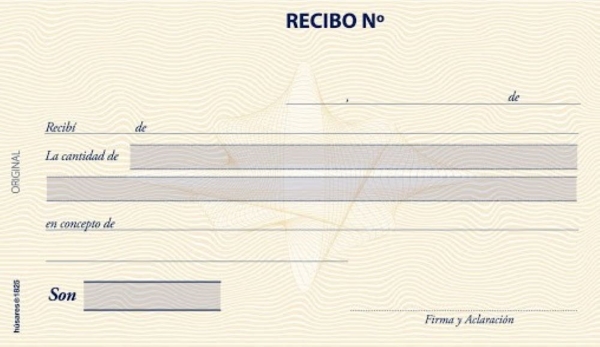 RECIBO Nº
, de
Recibí de
La cantidad de
en concepto de
Son
Firma y Aclaración
ORIGINAL
húsares®1825